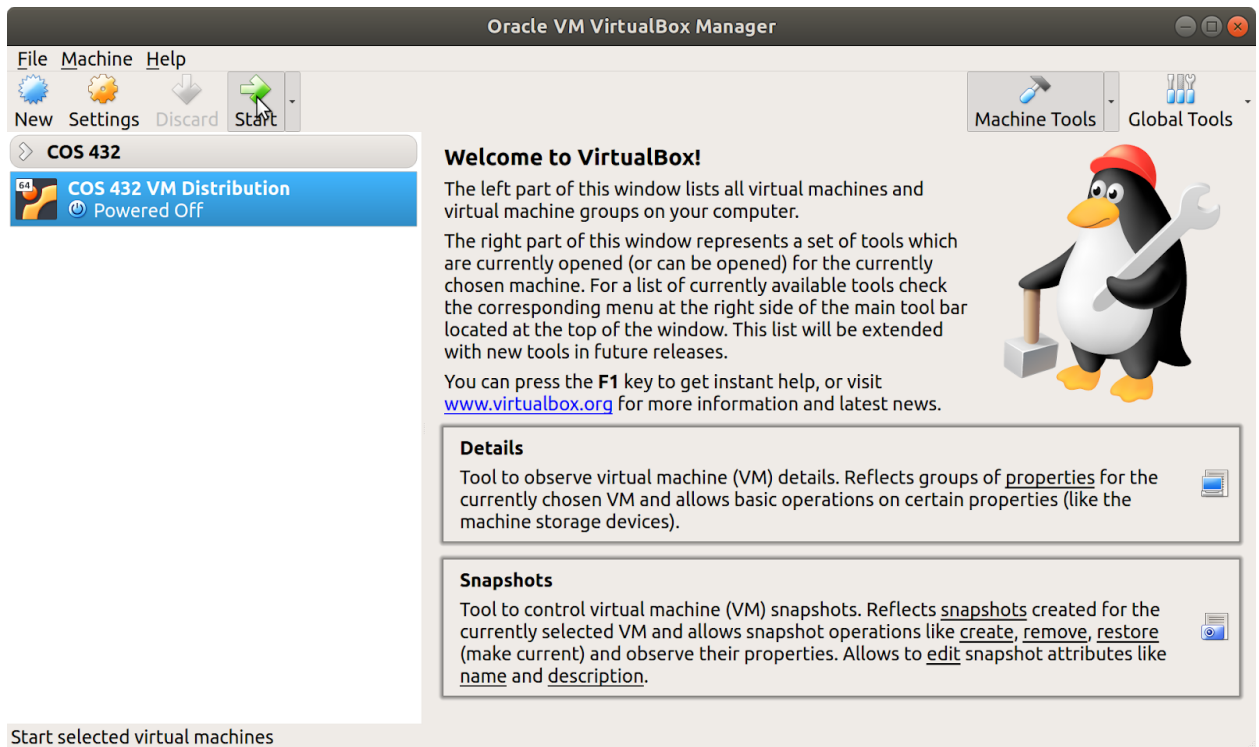 Oracle VM VirtualBox Manager
File Machine Help
New Settings Discard Start Machine Tools Global Tools
COS 432
64
COS 432 VM Distribution
Powered Off
Welcome to VirtualBox!
The left part of this window lists all virtual machines and
virtual machine groups on your computer.
The right part of this window represents a set of tools which
are currently opened (or can be opened) for the currently
chosen machine. For a list of currently available tools check
the corresponding menu at the right side of the main tool bar
located at the top of the window. This list will be extended
with new tools in future releases.
You can press the F1 key to get instant help, or visit
www.virtualbox.org for more information and latest news.
Details
Tool to observe virtual machine (VM) details. Reflects groups of properties for the
currently chosen VM and allows basic operations on certain properties (like the
machine storage devices).
Snapshots
Tool to control virtual machine (VM) snapshots. Reflects snapshots created for the
currently selected VM and allows snapshot operations like create, remove, restore
(make current) and observe their properties. Allows to edit snapshot attributes like
name and description.
Start selected virtual machines